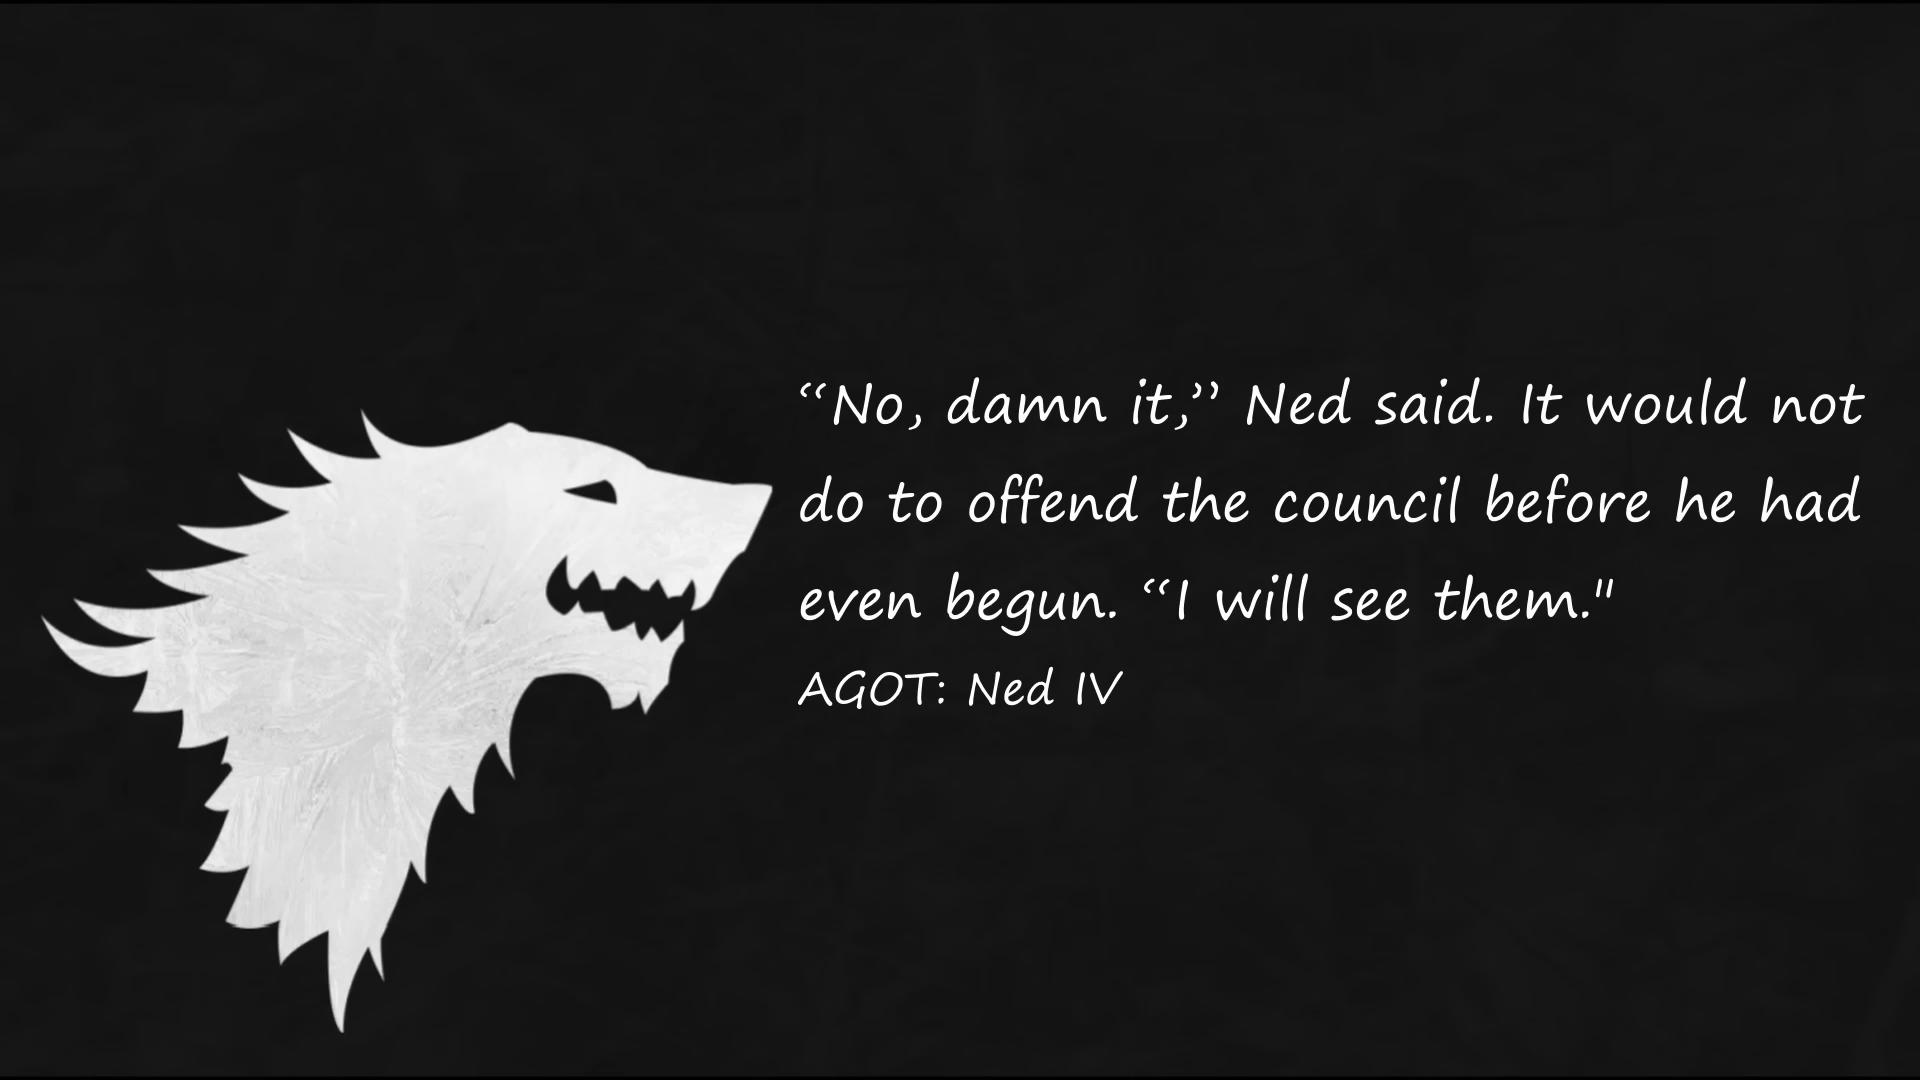 “No, damn it,” Ned said. It would not
do to offend the council before he had
even begun. “I will see them."
AGOT: Ned IV